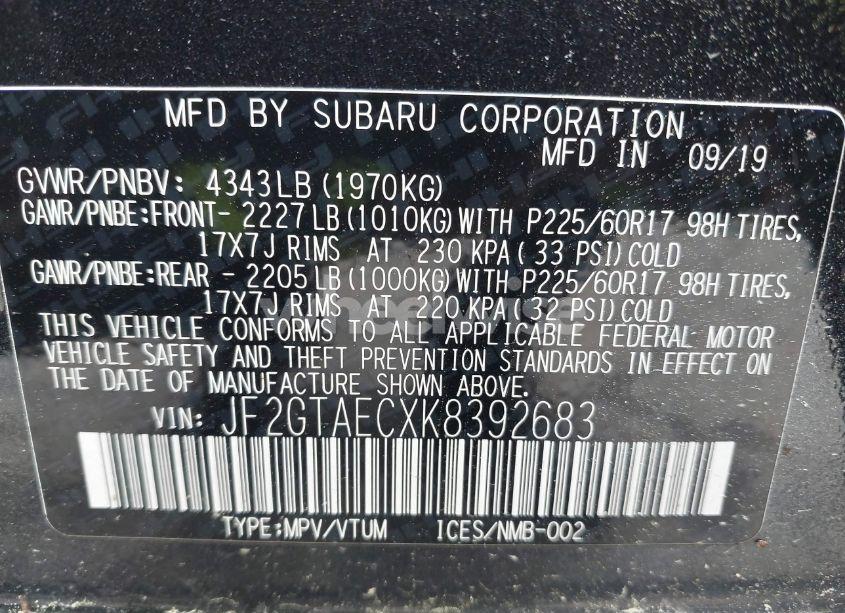 MFD BY SUBARU CORPORATION
MFD IN 09/19
GVWR/PNBV: 4343LB (1970KG)
GAWR/PNBE:FRONT- 2227LB(1010KG)WITH P225/60R17 98H TIRES,
17X7J RIMS AT 230 KPA( 33 PSI)COLD
GAWR/PNBE:REAR - 2205LB(1000KG)WITH P225/60R17 98H TIRES,
17X7J RIMS AT 220 KPA(32 PSI)COLD
THIS VEHICLE CONFORMS TO ALL APPLICABLE FEDERAL MOTOR
VEHICLE SAFETY AND THEFT PREVENTION STANDARDS IN EFFECT ON
THE DATE OF MANUFACTURE SHOWN ABOVE.
VIN: JF2GTAECXK8392683
TYPE:MPV/VTUM ICES/NMB-002